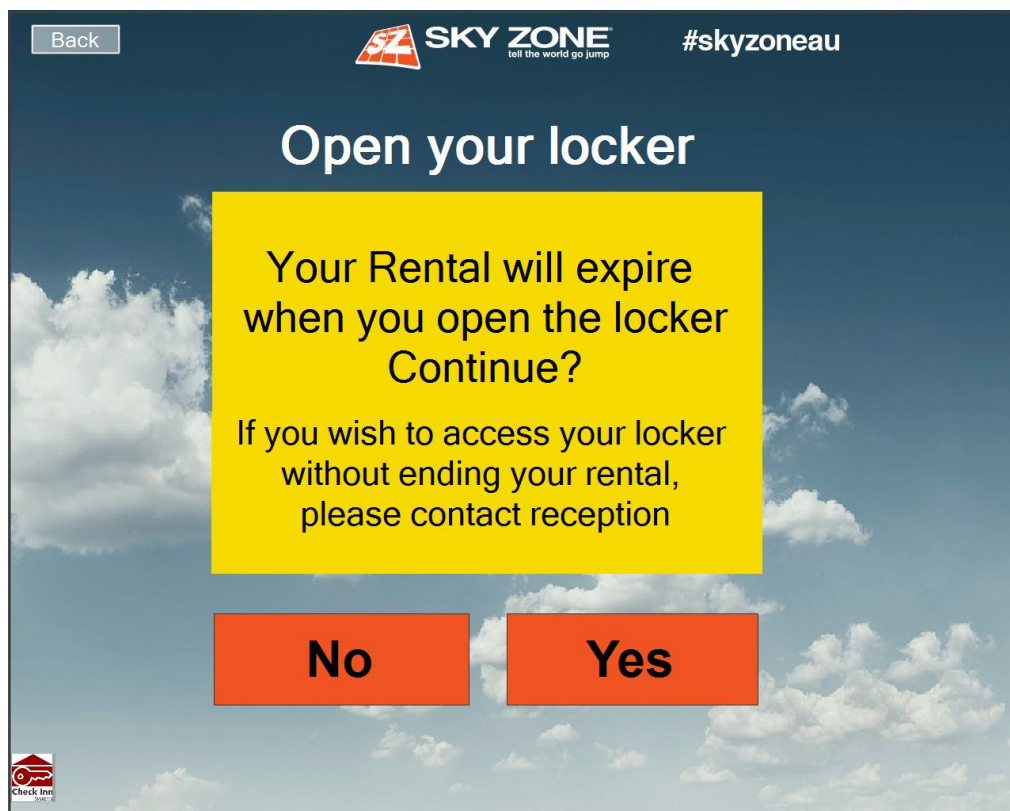 Back
SKY ZONE
tell the world go jump
#skyzoneau
Open your locker
Your Rental will expire
when you open the locker
Continue?
If you wish to access your locker
without ending your rental,
please contact reception
No
Yes
Check Inn
Systems